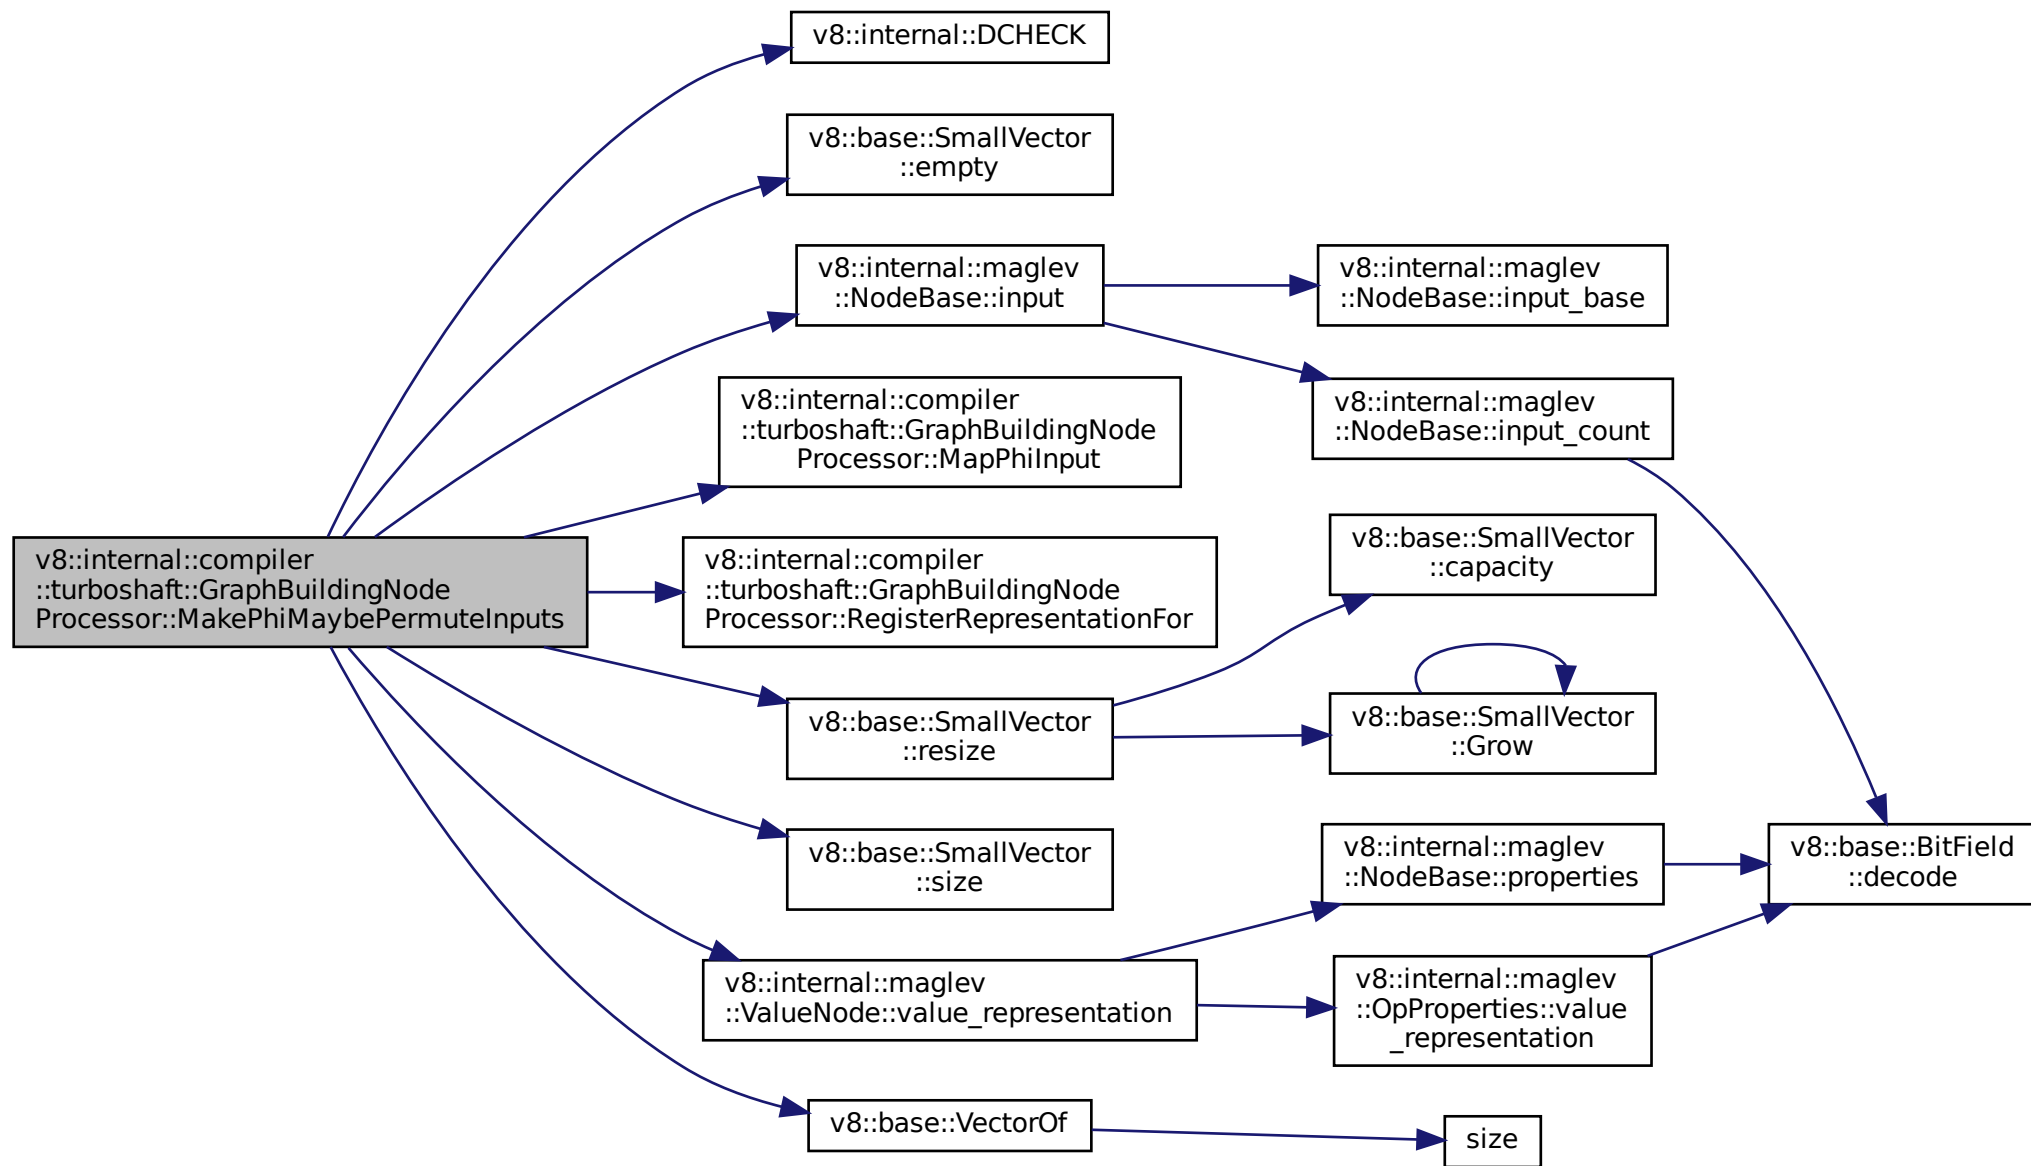 v8::internal::DCHECK
v8::base::SmallVector
::empty
v8::internal::maglev
::NodeBase::input
v8::internal::maglev
::NodeBase::input_base
v8::internal::compiler
::turboshaft::GraphBuildingNode
Processor::MapPhiInput
v8::internal::maglev
::NodeBase::input_count
v8::internal::compiler
::turboshaft::GraphBuildingNode
Processor::MakePhiMaybePermuteInputs
v8::internal::compiler
::turboshaft::GraphBuildingNode
Processor::RegisterRepresentationFor
v8::base::SmallVector
::capacity
v8::base::SmallVector
::resize
v8::base::SmallVector
::Grow
v8::base::SmallVector
::size
v8::internal::maglev
::NodeBase::properties
v8::base::BitField
::decode
v8::internal::maglev
::ValueNode::value_representation
v8::internal::maglev
::OpProperties::value
_representation
v8::base::VectorOf
size